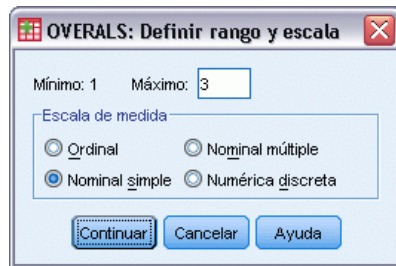 OVERALS: Definir rango y escala
Mínimo: 1 Máximo: 3
Escala de medida
Ordinal Nominal múltiple
Nominal simple Numérica discreta
Continuar Cancelar Ayuda